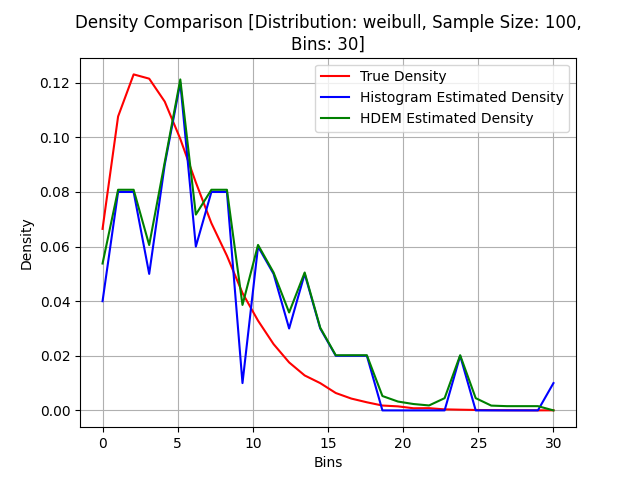 Density Comparison [Distribution: weibull, Sample Size: 100,
Bins: 30]
True Density
Histogram Estimated Density
HDEM Estimated Density
Density
0.12
0.10
0.08
0.06
0.04
0.02
0.00
0 5 10 15 20 25 30
Bins